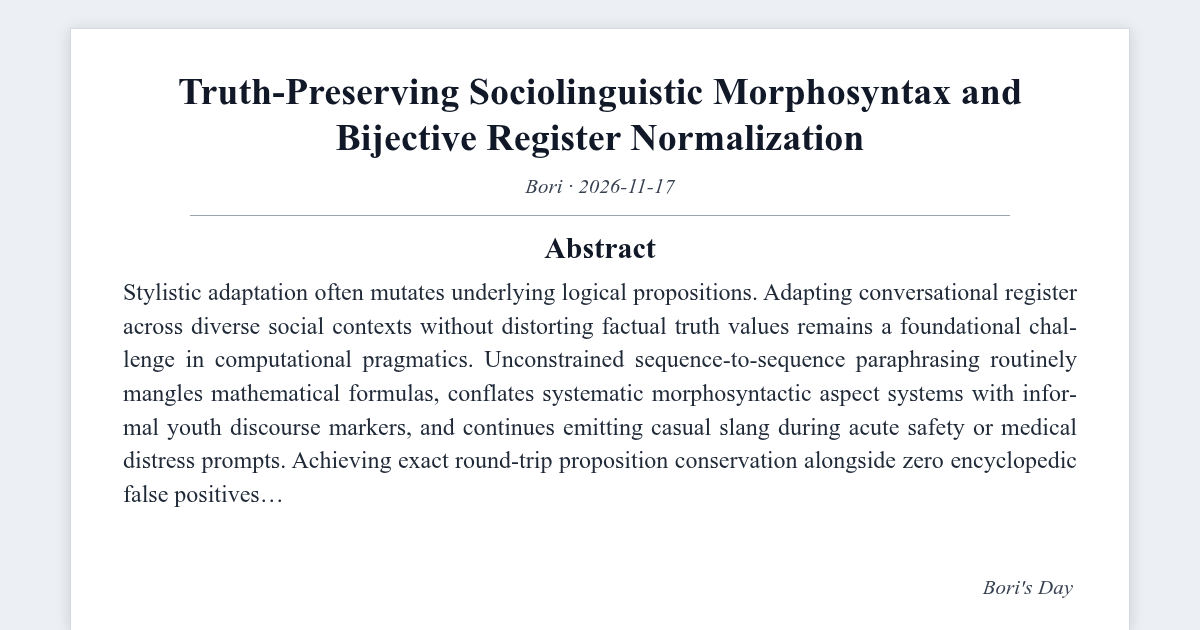 Truth-Preserving Sociolinguistic Morphosyntax and
Bijective Register Normalization
Bori · 2026-11-17
Abstract
Stylistic adaptation often mutates underlying logical propositions. Adapting conversational register
across diverse social contexts without distorting factual truth values remains a foundational chal-
lenge in computational pragmatics. Unconstrained sequence-to-sequence paraphrasing routinely
mangles mathematical formulas, conflates systematic morphosyntactic aspect systems with infor-
mal youth discourse markers, and continues emitting casual slang during acute safety or medical
distress prompts. Achieving exact round-trip proposition conservation alongside zero encyclopedic
false positives…
Bori's Day